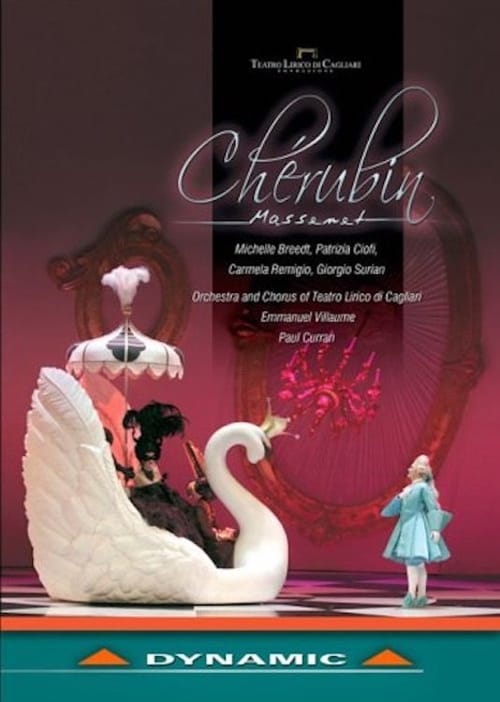 TEATRO LIRICO DI CAGLIARI
FONDAZIONE
Chérubin
Massenet
Michelle Breedt, Patrizia Ciofi,
Carmela Remigio, Giorgio Surian
Orchestra and Chorus of Teatro Lirico di Cagliari
Emmanuel Villaume
Paul Curran
DYNAMIC